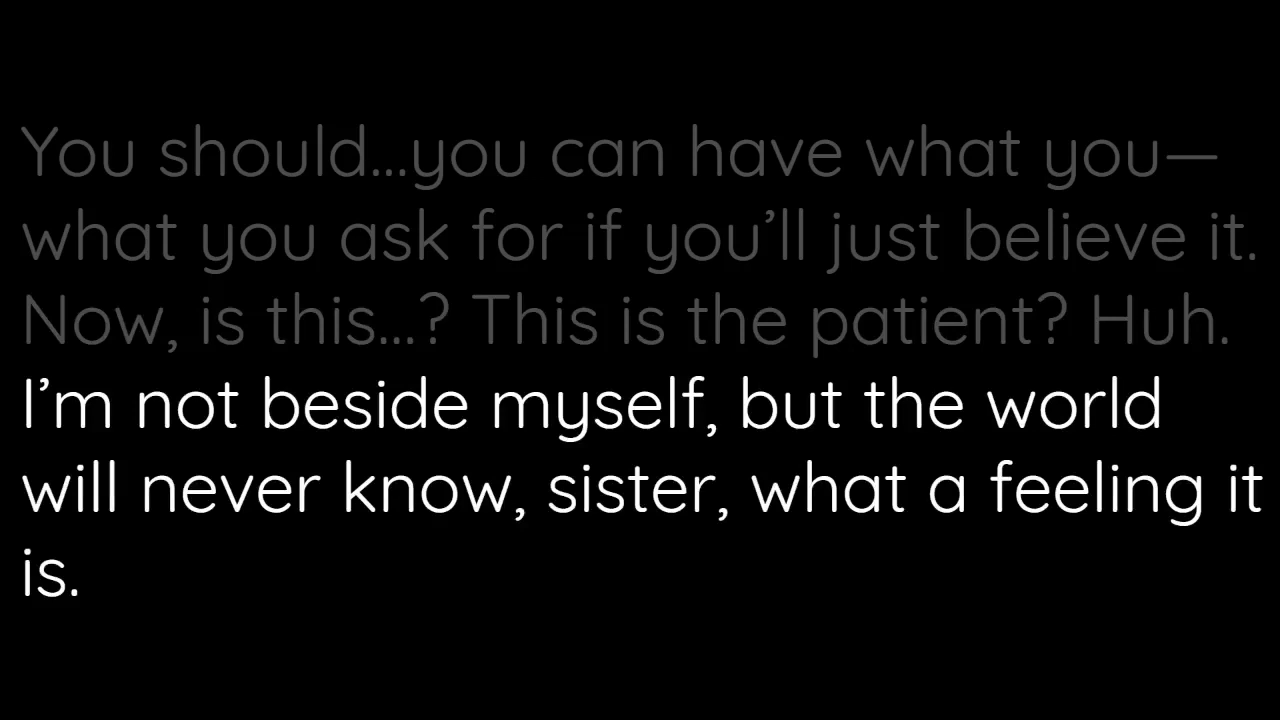 You should...you can have what you—
what you ask for if you’ll just believe it.
Now, is this...? This is the patient? Huh.
I’m not beside myself, but the world
will never know, sister, what a feeling it
is.